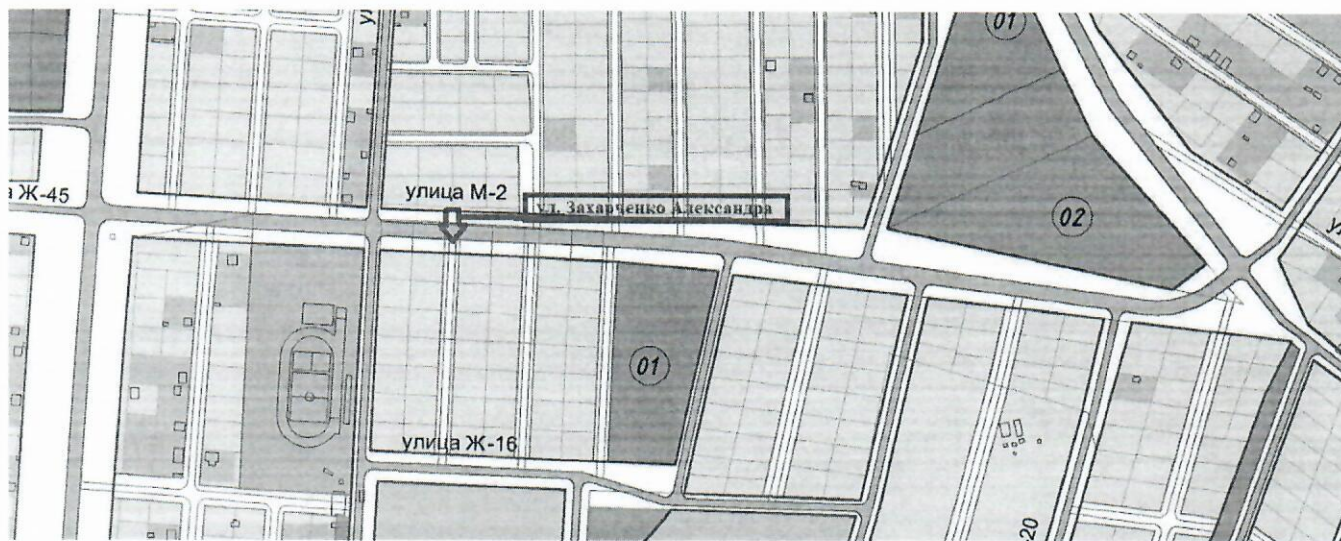 01
а Ж-45
улица М-2
ул. Захарченко Александра
02
01
улица Ж-16
-20